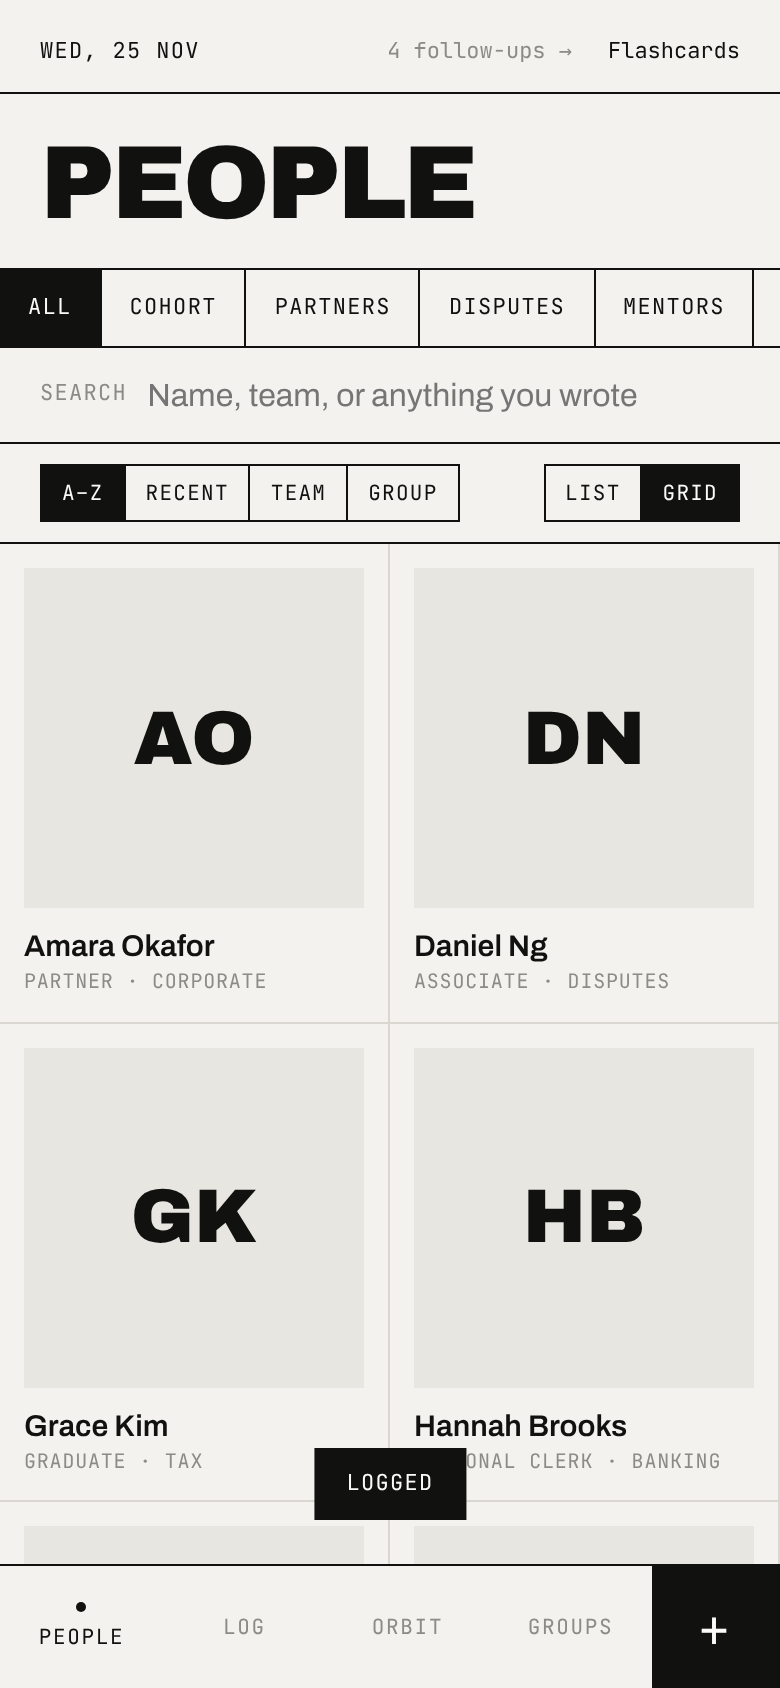 WED, 25 NOV 4 follow-ups → Flashcards
PEOPLE
ALL COHORT PARTNERS DISPUTES MENTORS
SEARCH Name, team, or anything you wrote
A–Z RECENT TEAM GROUP LIST GRID
AO DN
Amara Okafor Daniel Ng
PARTNER · CORPORATE ASSOCIATE · DISPUTES
GK HB
Grace Kim Hannah Brooks
GRADUATE · TAX CLERK · BANKING
LOGGED
PEOPLE LOG ORBIT GROUPS +